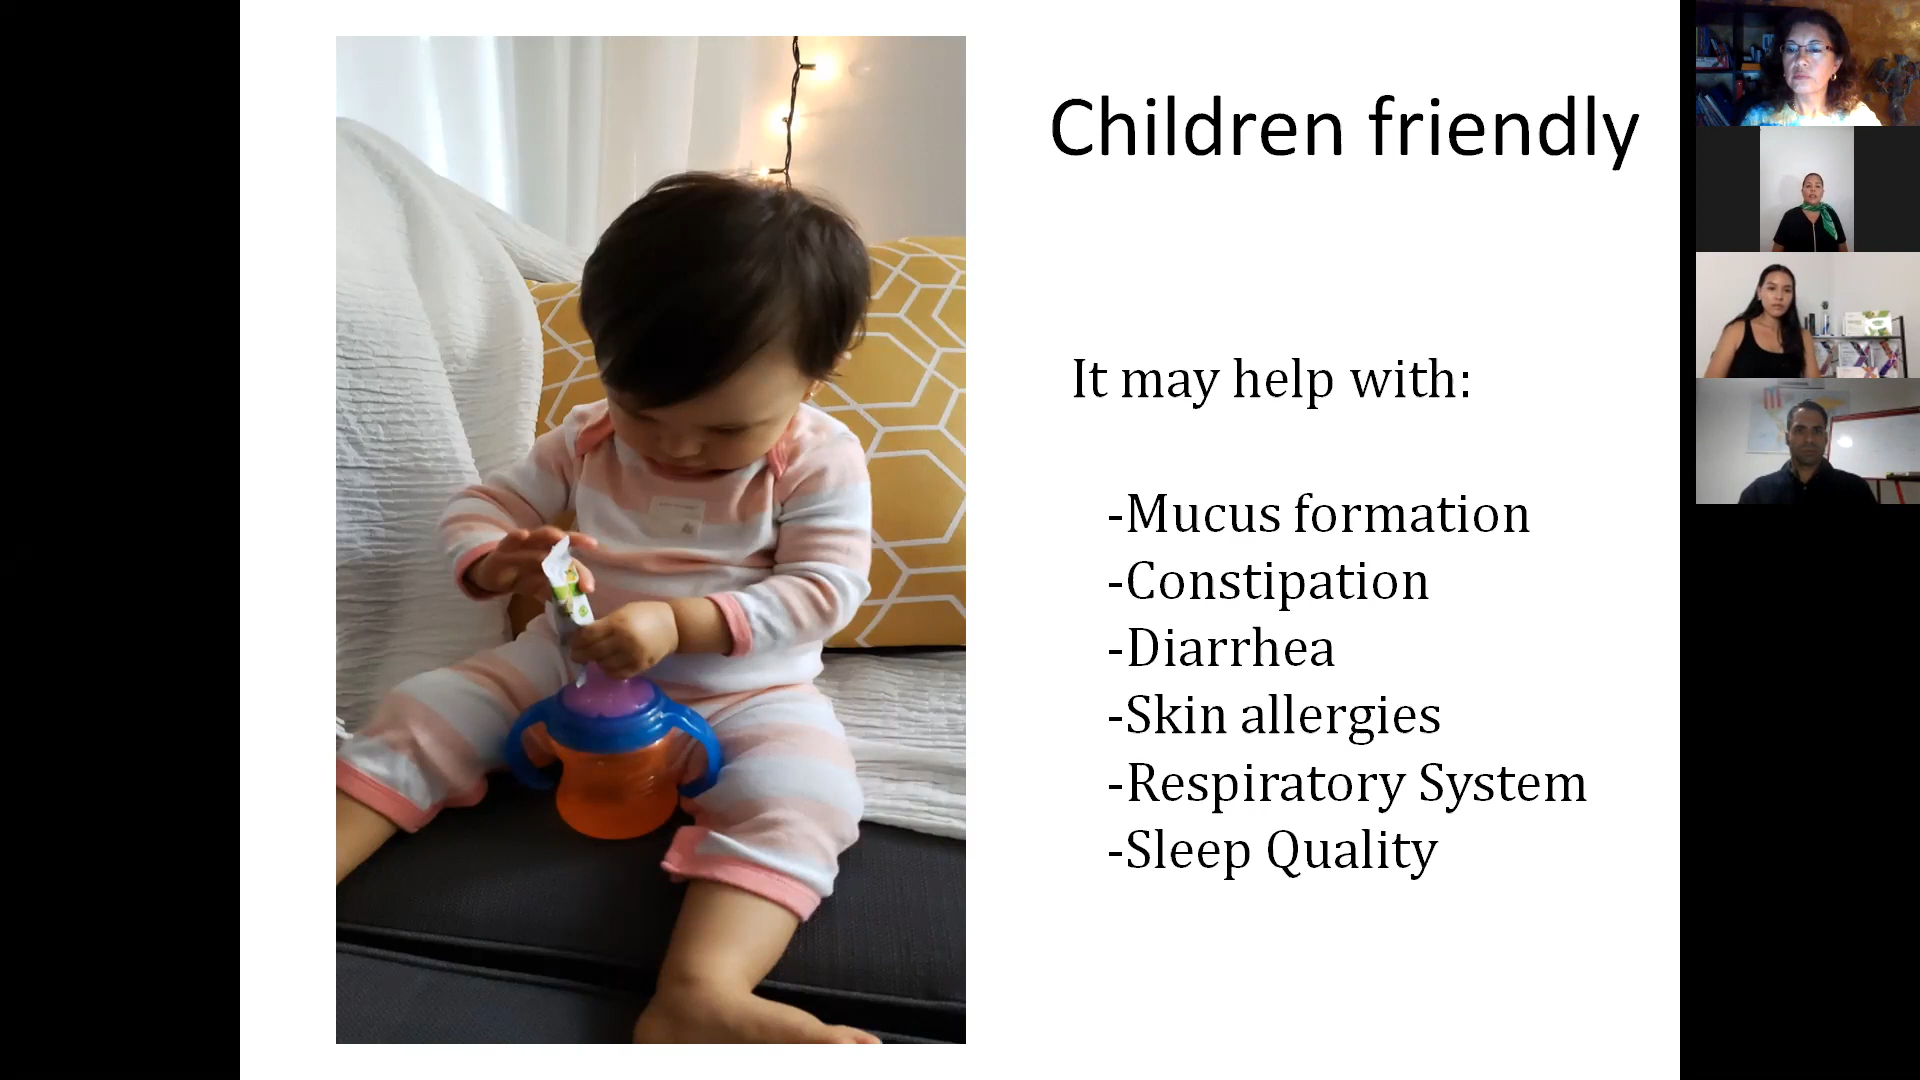 Children friendly
It may help with:
-Mucus formation
-Constipation
-Diarrhea
-Skin allergies
-Respiratory System
-Sleep Quality